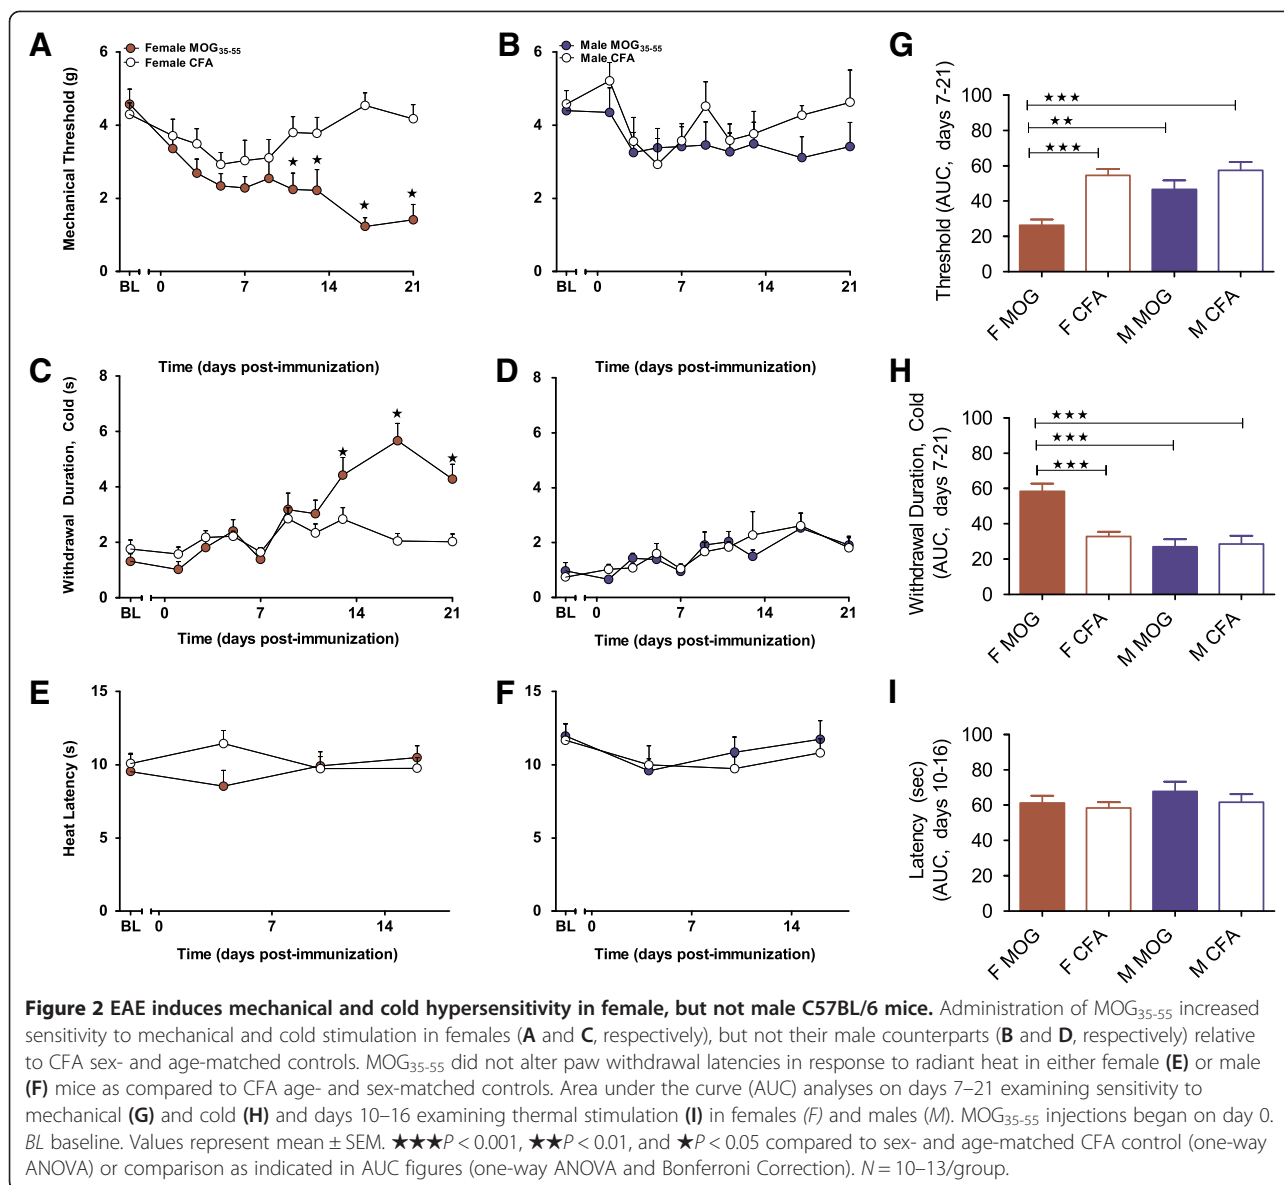 A
Female MOG35-55
Female CFA
Mechanical Threshold (g)
6
4
2
0
BL 0 7 14 21
Time (days post-immunization)
B
Male MOG35-55
Male CFA
6
4
2
0
BL 0 7 14 21
Time (days post-immunization)
G
Threshold (AUC, days 7-21)
100
80
60
40
20
0
★★★
★★
★★★
F MOG
F CFA
M MOG
M CFA
C
Withdrawal Duration, Cold (s)
8
6
4
2
0
★
★
★
BL 0 7 14 21
Time (days post-immunization)
D
8
6
4
2
0
BL 0 7 14 21
Time (days post-immunization)
H
Withdrawal Duration, Cold
(AUC, days 7-21)
100
80
60
40
20
0
★★★
★★★
★★★
F MOG
F CFA
M MOG
M CFA
E
Heat Latency (s)
15
10
5
0
BL 0 7 14
Time (days post-immunization)
F
15
10
5
0
BL 0 7 14
Time (days post-immunization)
I
Latency (sec)
(AUC, days 10-16)
100
80
60
40
20
0
F MOG
F CFA
M MOG
M CFA
Figure 2 EAE induces mechanical and cold hypersensitivity in female, but not male C57BL/6 mice. Administration of MOG35-55 increased
sensitivity to mechanical and cold stimulation in females (A and C, respectively), but not their male counterparts (B and D, respectively) relative
to CFA sex- and age-matched controls. MOG35-55 did not alter paw withdrawal latencies in response to radiant heat in either female (E) or male
(F) mice as compared to CFA age- and sex-matched controls. Area under the curve (AUC) analyses on days 7–21 examining sensitivity to
mechanical (G) and cold (H) and days 10–16 examining thermal stimulation (I) in females (F) and males (M). MOG35-55 injections began on day 0.
BL baseline. Values represent mean ± SEM. ★★★P < 0.001, ★★P < 0.01, and ★P < 0.05 compared to sex- and age-matched CFA control (one-way
ANOVA) or comparison as indicated in AUC figures (one-way ANOVA and Bonferroni Correction). N = 10–13/group.